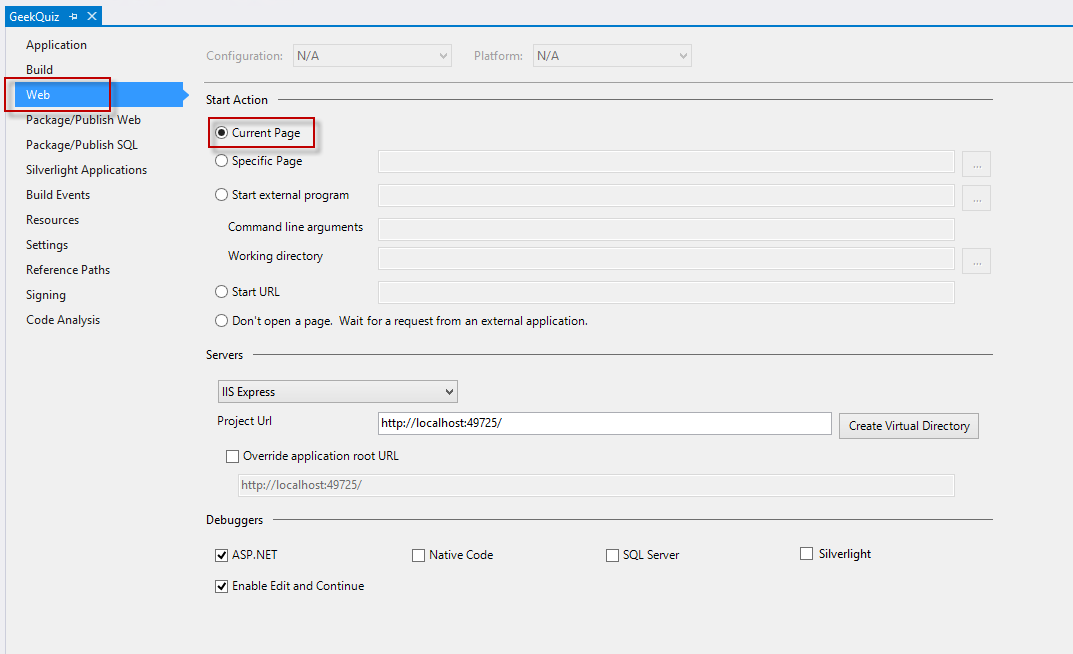 GeekQuiz
Application
Build
Web
Package/Publish Web
Package/Publish SQL
Silverlight Applications
Build Events
Resources
Settings
Reference Paths
Signing
Code Analysis
Configuration: N/A Platform: N/A
Start Action
Current Page
Specific Page ...
Start external program ...
Command line arguments
Working directory ...
Start URL
Don't open a page. Wait for a request from an external application.
Servers
IIS Express
Project Url http://localhost:49725/ Create Virtual Directory
Override application root URL
http://localhost:49725/
Debuggers
ASP.NET Native Code SQL Server Silverlight
Enable Edit and Continue